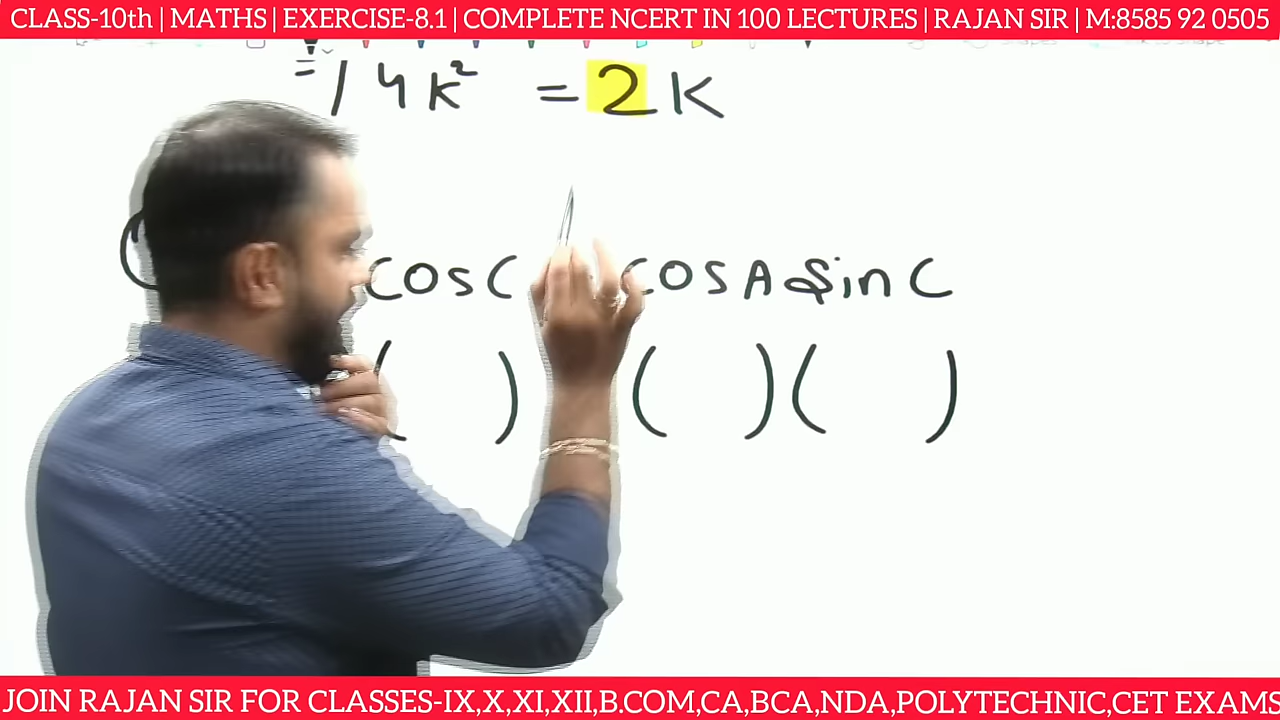 CLASS-10th | MATHS | EXERCISE-8.1 | COMPLETE NCERT IN 100 LECTURES | RAJAN SIR | M:8585 92 0505
= √4K² = 2K
cosC cosA sinC
( ) ( ) ( )
JOIN RAJAN SIR FOR CLASSES-IX,X,XI,XII,B.COM,CA,BCA,NDA,POLYTECHNIC,CET EXAMS